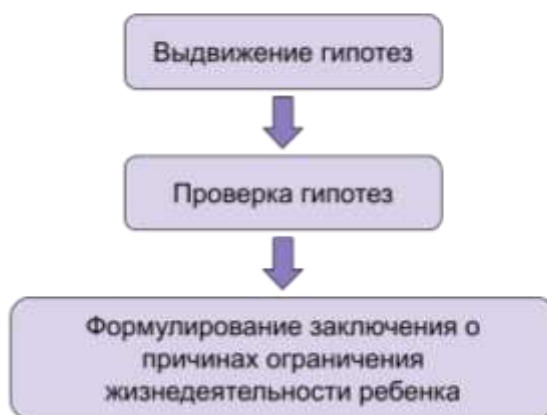 Выдвижение гипотез
Проверка гипотез
Формулирование заключения о
причинах ограничения
жизнедеятельности ребенка